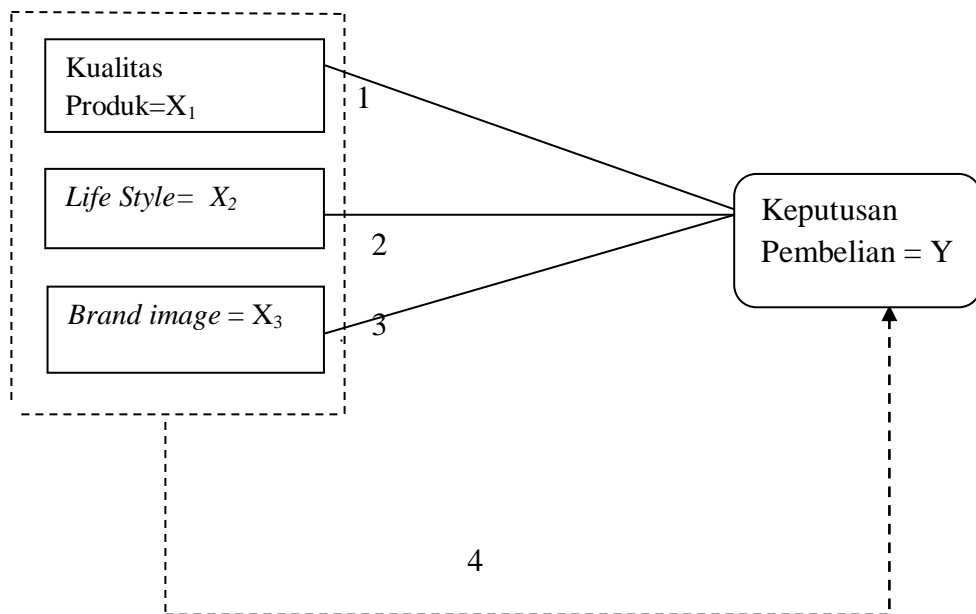 Kualitas
Produk=X₁
1
Life Style= X₂
2
Brand image = X₃
3
Keputusan
Pembelian = Y
4